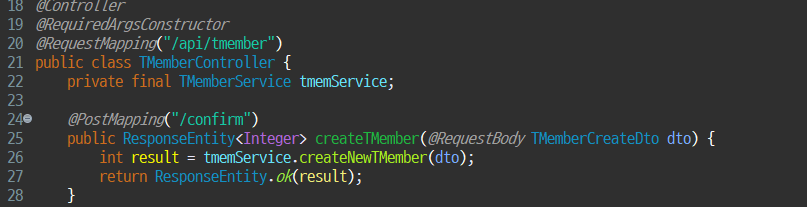 18 @Controller
19 @RequiredArgsConstructor
20 @RequestMapping("/api/tmember")
21 public class TMemberController {
22 private final TMemberService tmemService;
23
24 @PostMapping("/confirm")
25 public ResponseEntity<Integer> createTMember(@RequestBody TMemberCreateDto dto) {
26 int result = tmemService.createNewTMember(dto);
27 return ResponseEntity.ok(result);
28 }